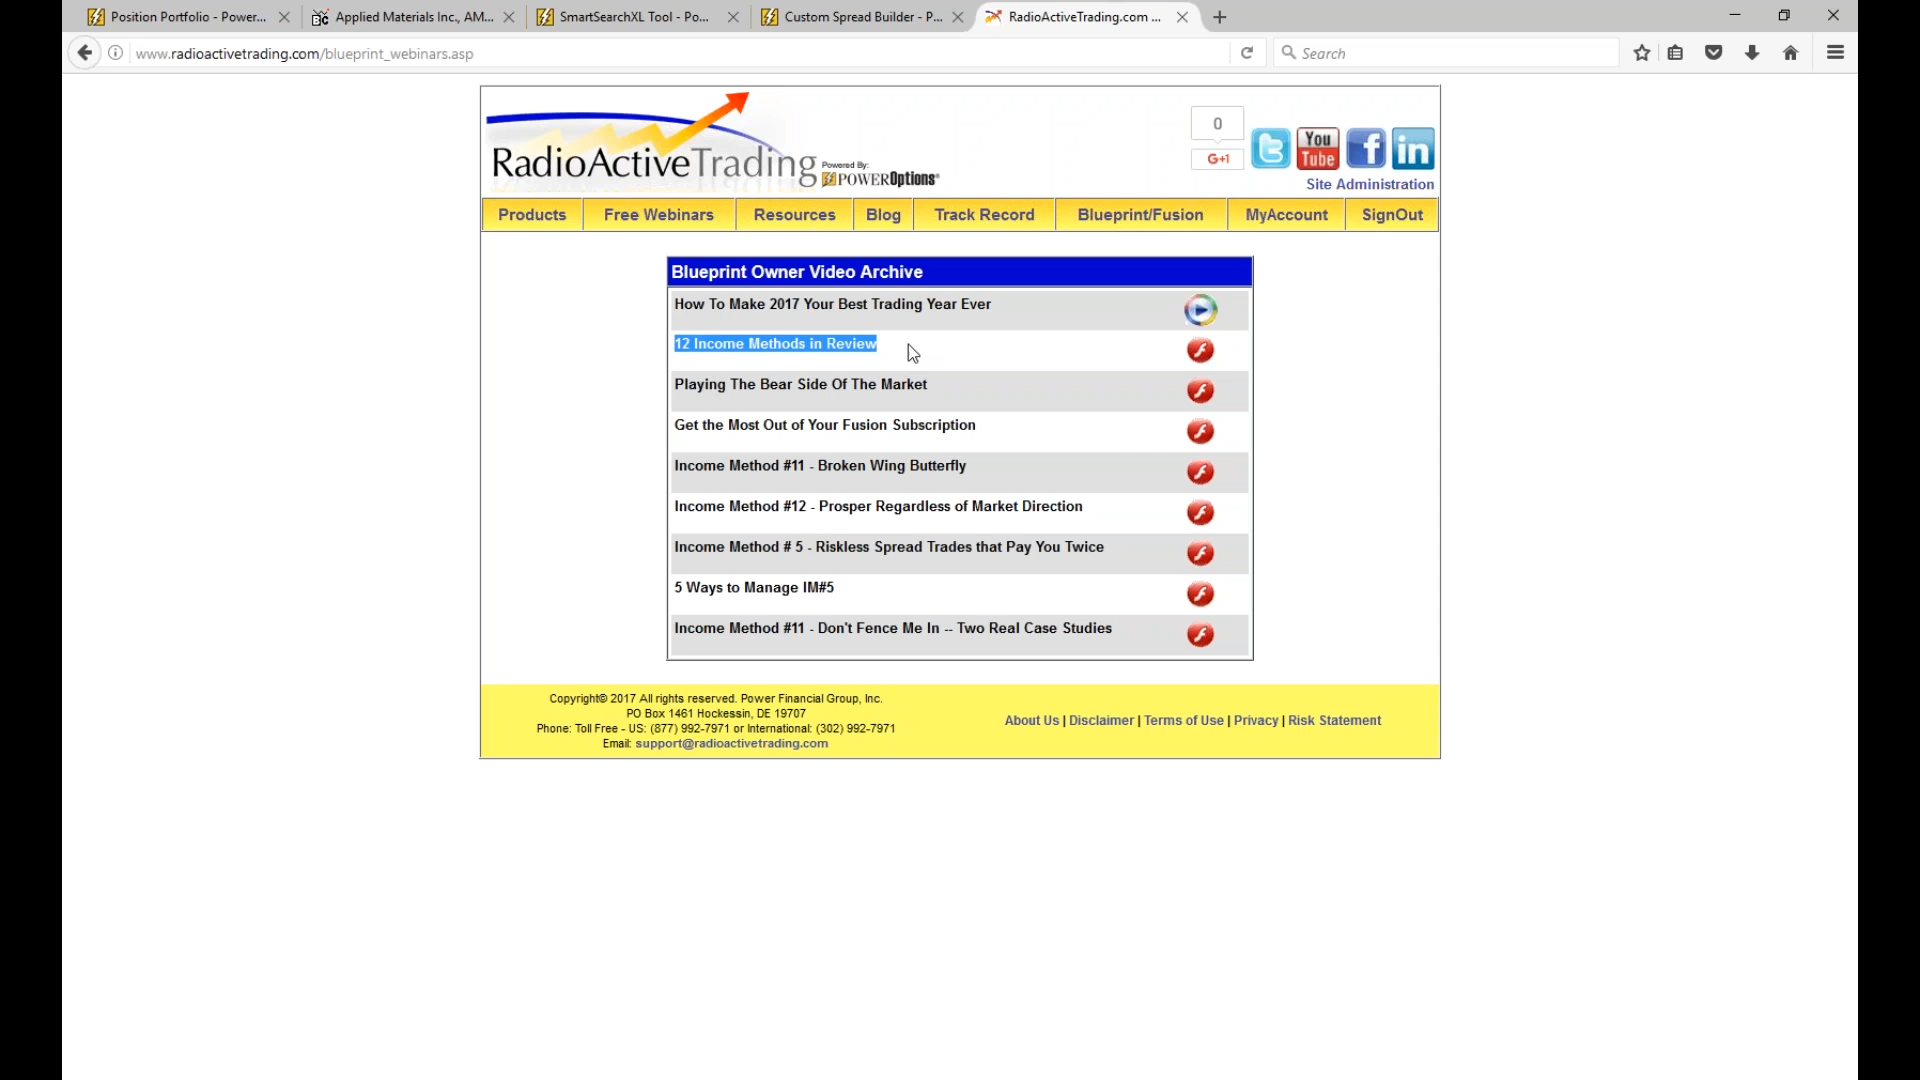 Position Portfolio - Power...
Applied Materials Inc., AM...
SmartSearchXL Tool - Po...
Custom Spread Builder - P...
RadioActiveTrading.com ...
www.radioactivetrading.com/blueprint_webinars.asp
Search
RadioActiveTrading
Powered By:
POWEROptions®
0
G+1
You
Tube
f
in
Site Administration
Products
Free Webinars
Resources
Blog
Track Record
Blueprint/Fusion
MyAccount
SignOut
Blueprint Owner Video Archive
How To Make 2017 Your Best Trading Year Ever
12 Income Methods in Review
Playing The Bear Side Of The Market
Get the Most Out of Your Fusion Subscription
Income Method #11 - Broken Wing Butterfly
Income Method #12 - Prosper Regardless of Market Direction
Income Method # 5 - Riskless Spread Trades that Pay You Twice
5 Ways to Manage IM#5
Income Method #11 - Don't Fence Me In -- Two Real Case Studies
Copyright© 2017 All rights reserved. Power Financial Group, Inc.
PO Box 1461 Hockessin, DE 19707
Phone: Toll Free - US: (877) 992-7971 or International: (302) 992-7971
Email: support@radioactivetrading.com
About Us | Disclaimer | Terms of Use | Privacy | Risk Statement